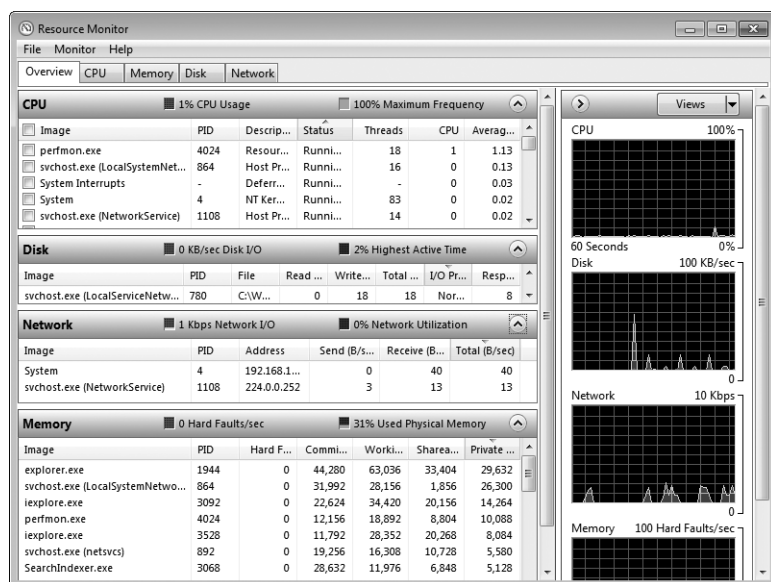 Resource Monitor
File Monitor Help
Overview CPU Memory Disk Network
CPU 1% CPU Usage 100% Maximum Frequency
Image PID Descrip... Status Threads CPU Averag...
perfmon.exe 4024 Resour... Runni... 18 1 1.13
svchost.exe (LocalSystemNet... 864 Host Pr... Runni... 16 0 0.13
System Interrupts - Deferr... Runni... - 0 0.03
System 4 NT Ker... Runni... 83 0 0.02
svchost.exe (NetworkService) 1108 Host Pr... Runni... 14 0 0.02
Disk 0 KB/sec Disk I/O 2% Highest Active Time
Image PID File Read ... Write... Total ... I/O Pr... Resp...
svchost.exe (LocalServiceNetw... 780 C:\W... 0 18 18 Nor... 8
Network 1 Kbps Network I/O 0% Network Utilization
Image PID Address Send (B/s... Receive (B... Total (B/sec)
System 4 192.168.1... 0 40 40
svchost.exe (NetworkService) 1108 224.0.0.252 3 13 13
Memory 0 Hard Faults/sec 31% Used Physical Memory
Image PID Hard F... Commi... Worki... Sharea... Private ...
explorer.exe 1944 0 44,280 63,036 33,404 29,632
svchost.exe (LocalSystemNetwo... 864 0 31,992 28,156 1,856 26,300
iexplore.exe 3092 0 22,624 34,420 20,156 14,264
perfmon.exe 4024 0 12,156 18,892 8,804 10,088
iexplore.exe 3528 0 11,792 28,352 20,268 8,084
svchost.exe (netsvcs) 892 0 19,256 16,308 10,728 5,580
SearchIndexer.exe 3068 0 28,632 11,976 6,848 5,128
Views
CPU 100%
60 Seconds 0%
Disk 100 KB/sec
0
Network 10 Kbps
0
Memory 100 Hard Faults/sec